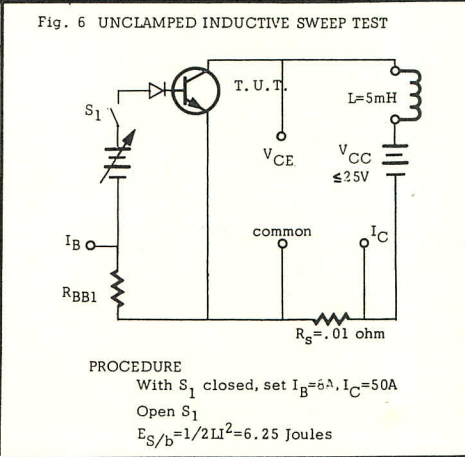 Fig. 6 UNCLAMPED INDUCTIVE SWEEP TEST
T.U.T.
S1
L=5mH
VCE
VCC
≤25V
IB
common
IC
RBB1
Rs=.01 ohm
PROCEDURE
With S1 closed, set IB=6A, IC=50A
Open S1
ES/b=1/2LI²=6.25 Joules